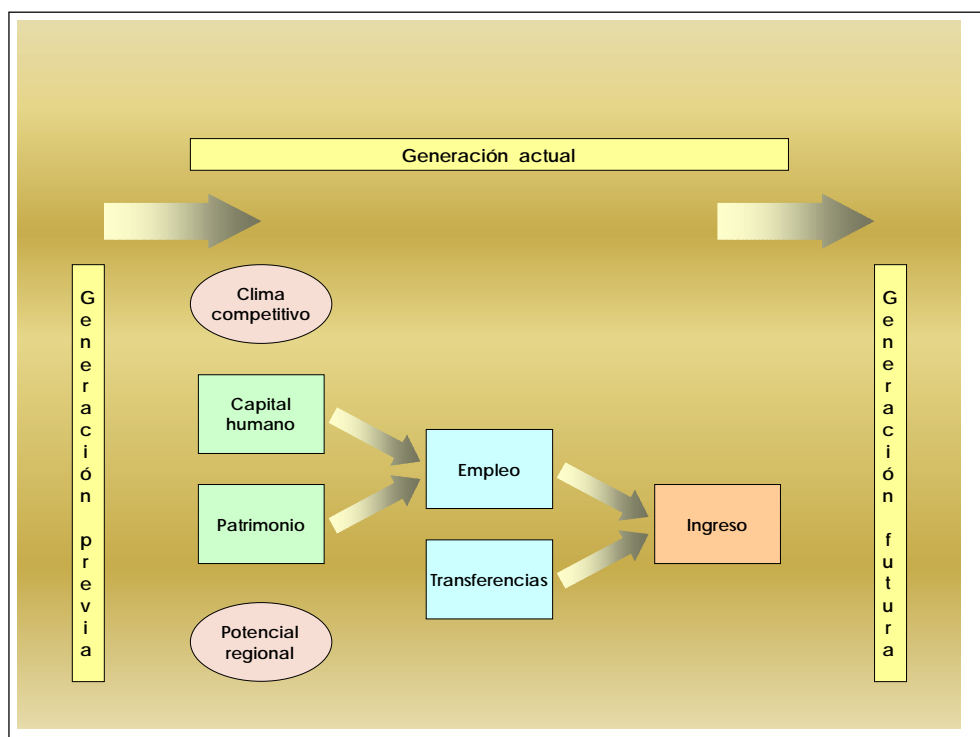 Generación actual
Generación previa
Clima
competitivo
Capital
humano
Patrimonio
Potencial
regional
Empleo
Transferencias
Ingreso
Generación futura